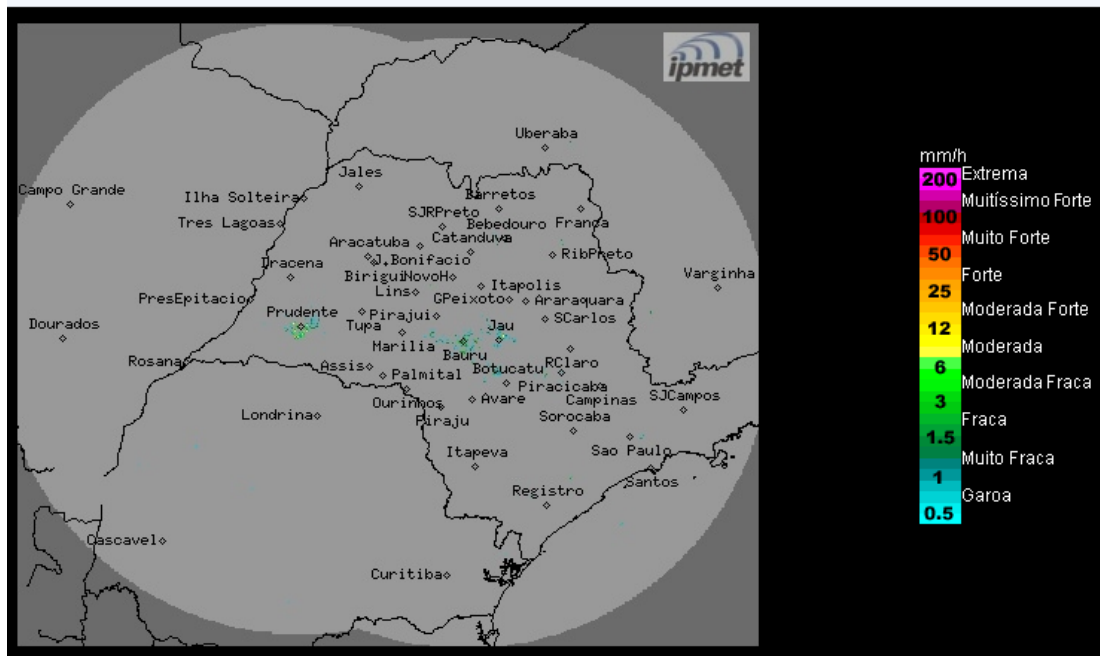 ipmet
Uberaba
Jales
Campo Grande
Ilha Solteira
Barretos
SJRPreto
Tres Lagoas
Bebedouro
Franca
Aracatuba
Catanduva
J.Bonifacio
RibPreto
Dracena
Birigui
NovoH
Varginha
Itapolis
Lins
PresEpitacio
GPeixoto
Araraquara
Prudente
Pirajui
Dourados
Tupa
Jau
SCarlos
Marilia
Bauru
Rosana
Assis
Botucatu
RClaro
Palmital
Piracicaba
Ourinhos
Avare
Campinas
SJCampos
Londrina
Piraju
Sorocaba
Itapeva
Sao Paulo
Santos
Registro
Cascavel
Curitiba
mm/h
200 Extrema
Muitíssimo Forte
100
Muito Forte
50
Forte
25
Moderada Forte
12
Moderada
6
Moderada Fraca
3
Fraca
1.5
Muito Fraca
1
Garoa
0.5